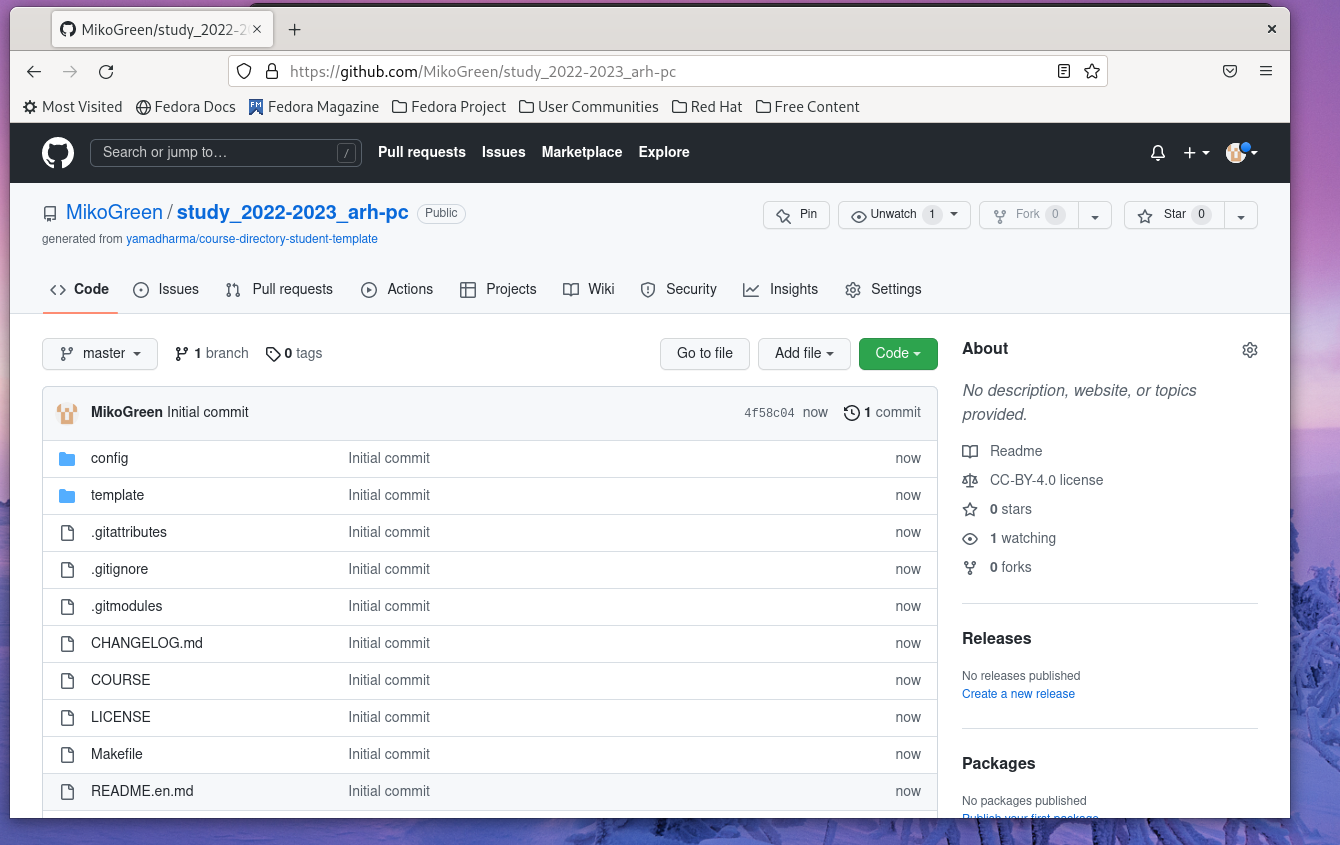 MikoGreen/study_2022-2
https://github.com/MikoGreen/study_2022-2023_arh-pc
Most Visited Fedora Docs FM Fedora Magazine Fedora Project User Communities Red Hat Free Content
Search or jump to… / Pull requests Issues Marketplace Explore
MikoGreen / study_2022-2023_arh-pc Public Pin Unwatch 1 Fork 0 Star 0
generated from yamadharma/course-directory-student-template
Code Issues Pull requests Actions Projects Wiki Security Insights Settings
master 1 branch 0 tags Go to file Add file Code
MikoGreen Initial commit 4f58c04 now 1 commit
config Initial commit now
template Initial commit now
.gitattributes Initial commit now
.gitignore Initial commit now
.gitmodules Initial commit now
CHANGELOG.md Initial commit now
COURSE Initial commit now
LICENSE Initial commit now
Makefile Initial commit now
README.en.md Initial commit now
About
No description, website, or topics
provided.
Readme
CC-BY-4.0 license
0 stars
1 watching
0 forks
Releases
No releases published
Create a new release
Packages
No packages published
Publish your first package